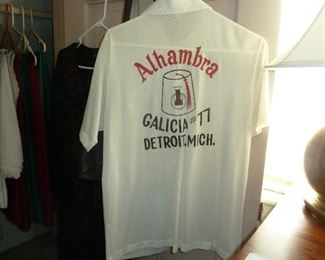 Alhambra
GALICIA #77
DETROIT, MICH.